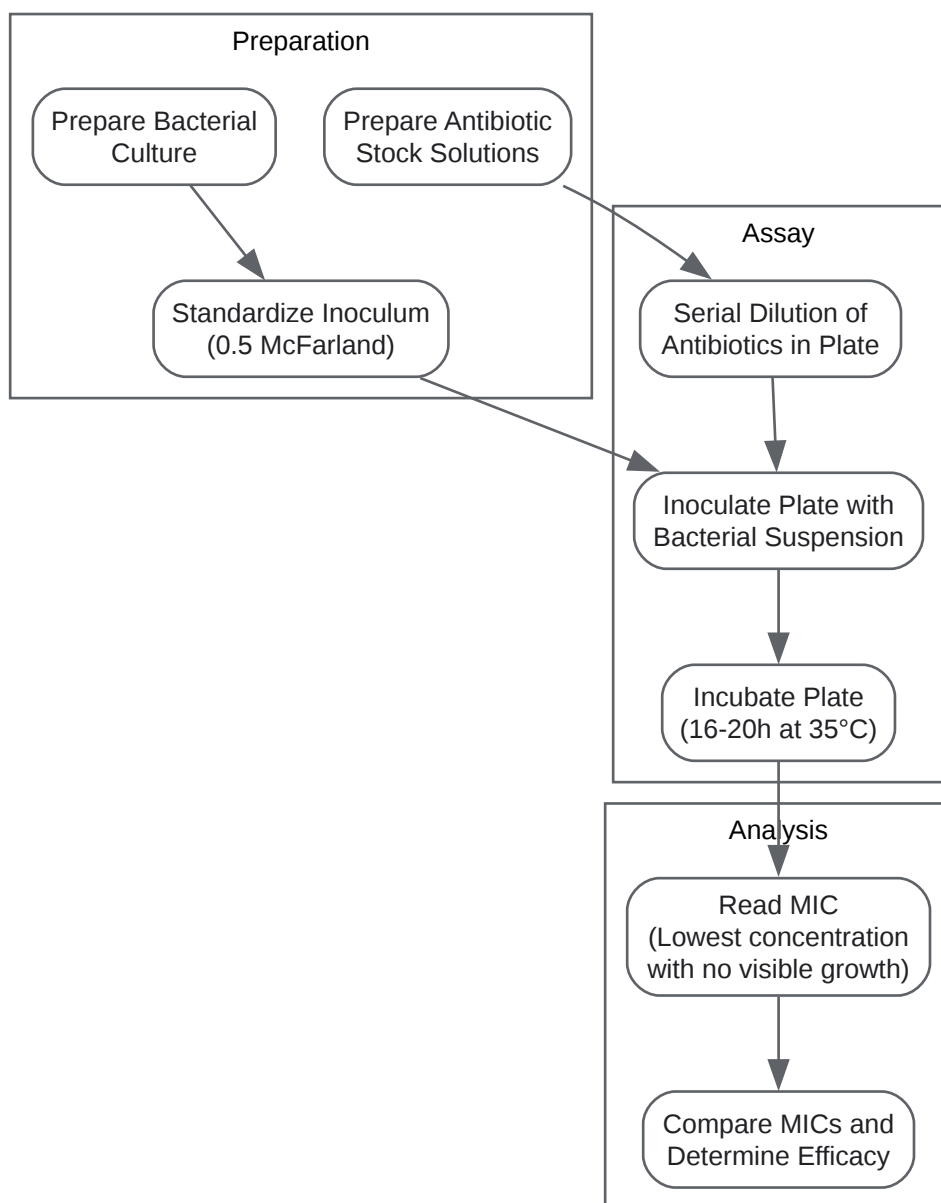 Preparation
Prepare Bacterial
Culture
Prepare Antibiotic
Stock Solutions
Standardize Inoculum
(0.5 McFarland)
Assay
Serial Dilution of
Antibiotics in Plate
Inoculate Plate with
Bacterial Suspension
Incubate Plate
(16-20h at 35°C)
Analysis
Read MIC
(Lowest concentration
with no visible growth)
Compare MICs and
Determine Efficacy